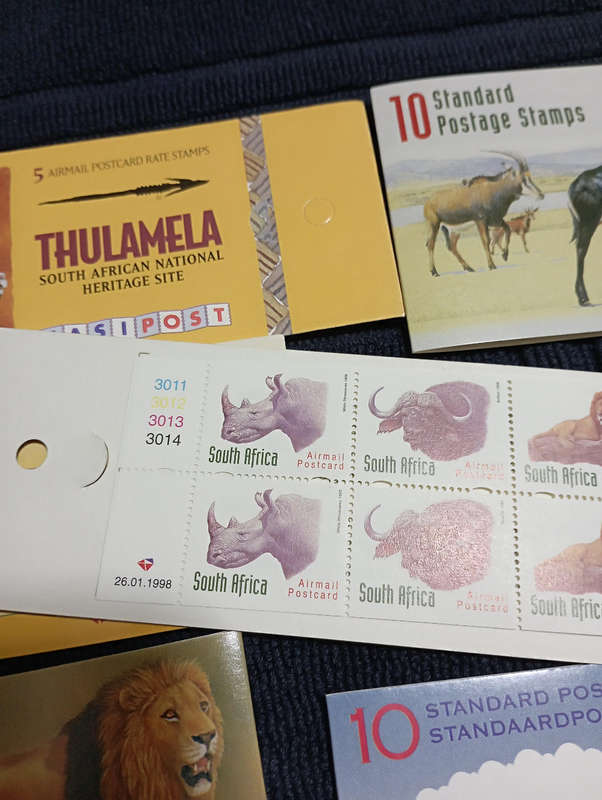 5 AIRMAIL POSTCARD RATE STAMPS
THULAMELA
SOUTH AFRICAN NATIONAL
HERITAGE SITE
ASIPOST
10 Standard
Postage Stamps
3011
3012
3013
3014
South Africa
Airmail
Postcard
South Africa
Airmail
Postcard
South Africa
26.01.1998
South Africa
Airmail
Postcard
South Africa
Airmail
Postcard
South Africa
10 STANDARD POS
STANDAARDPO